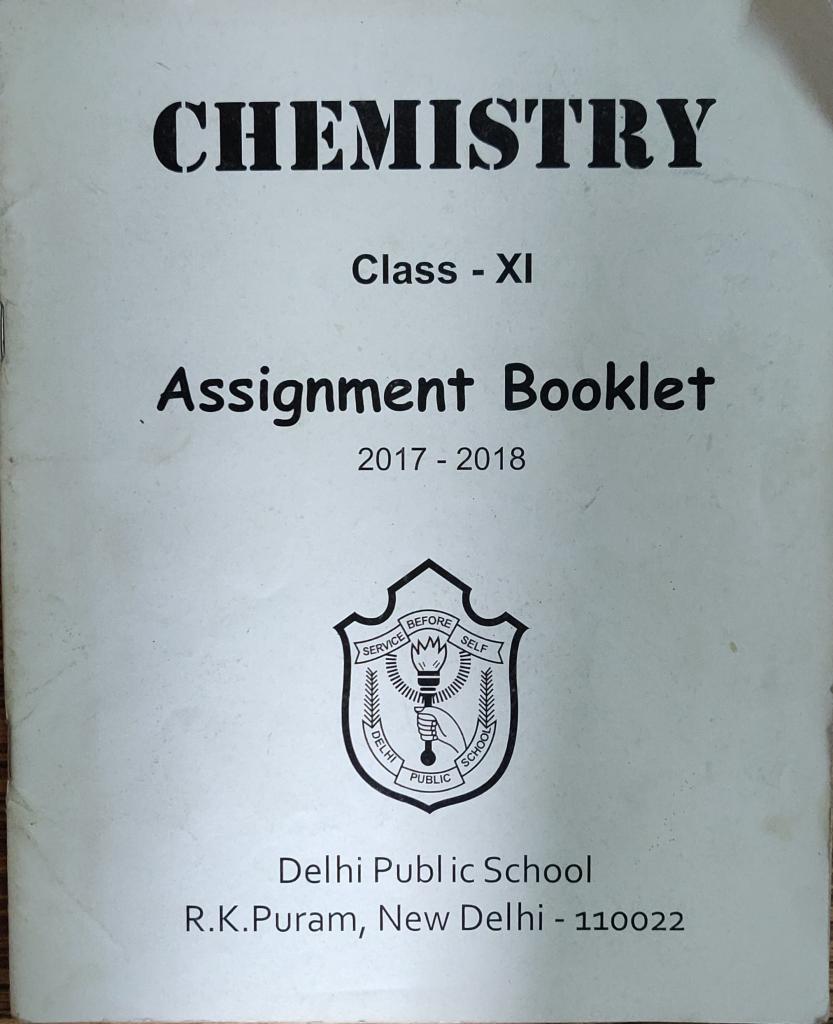 CHEMISTRY
Class - XI
Assignment Booklet
2017 - 2018
SERVICE BEFORE SELF
DELHI PUBLIC SCHOOL
Delhi Public School
R.K.Puram, New Delhi - 110022